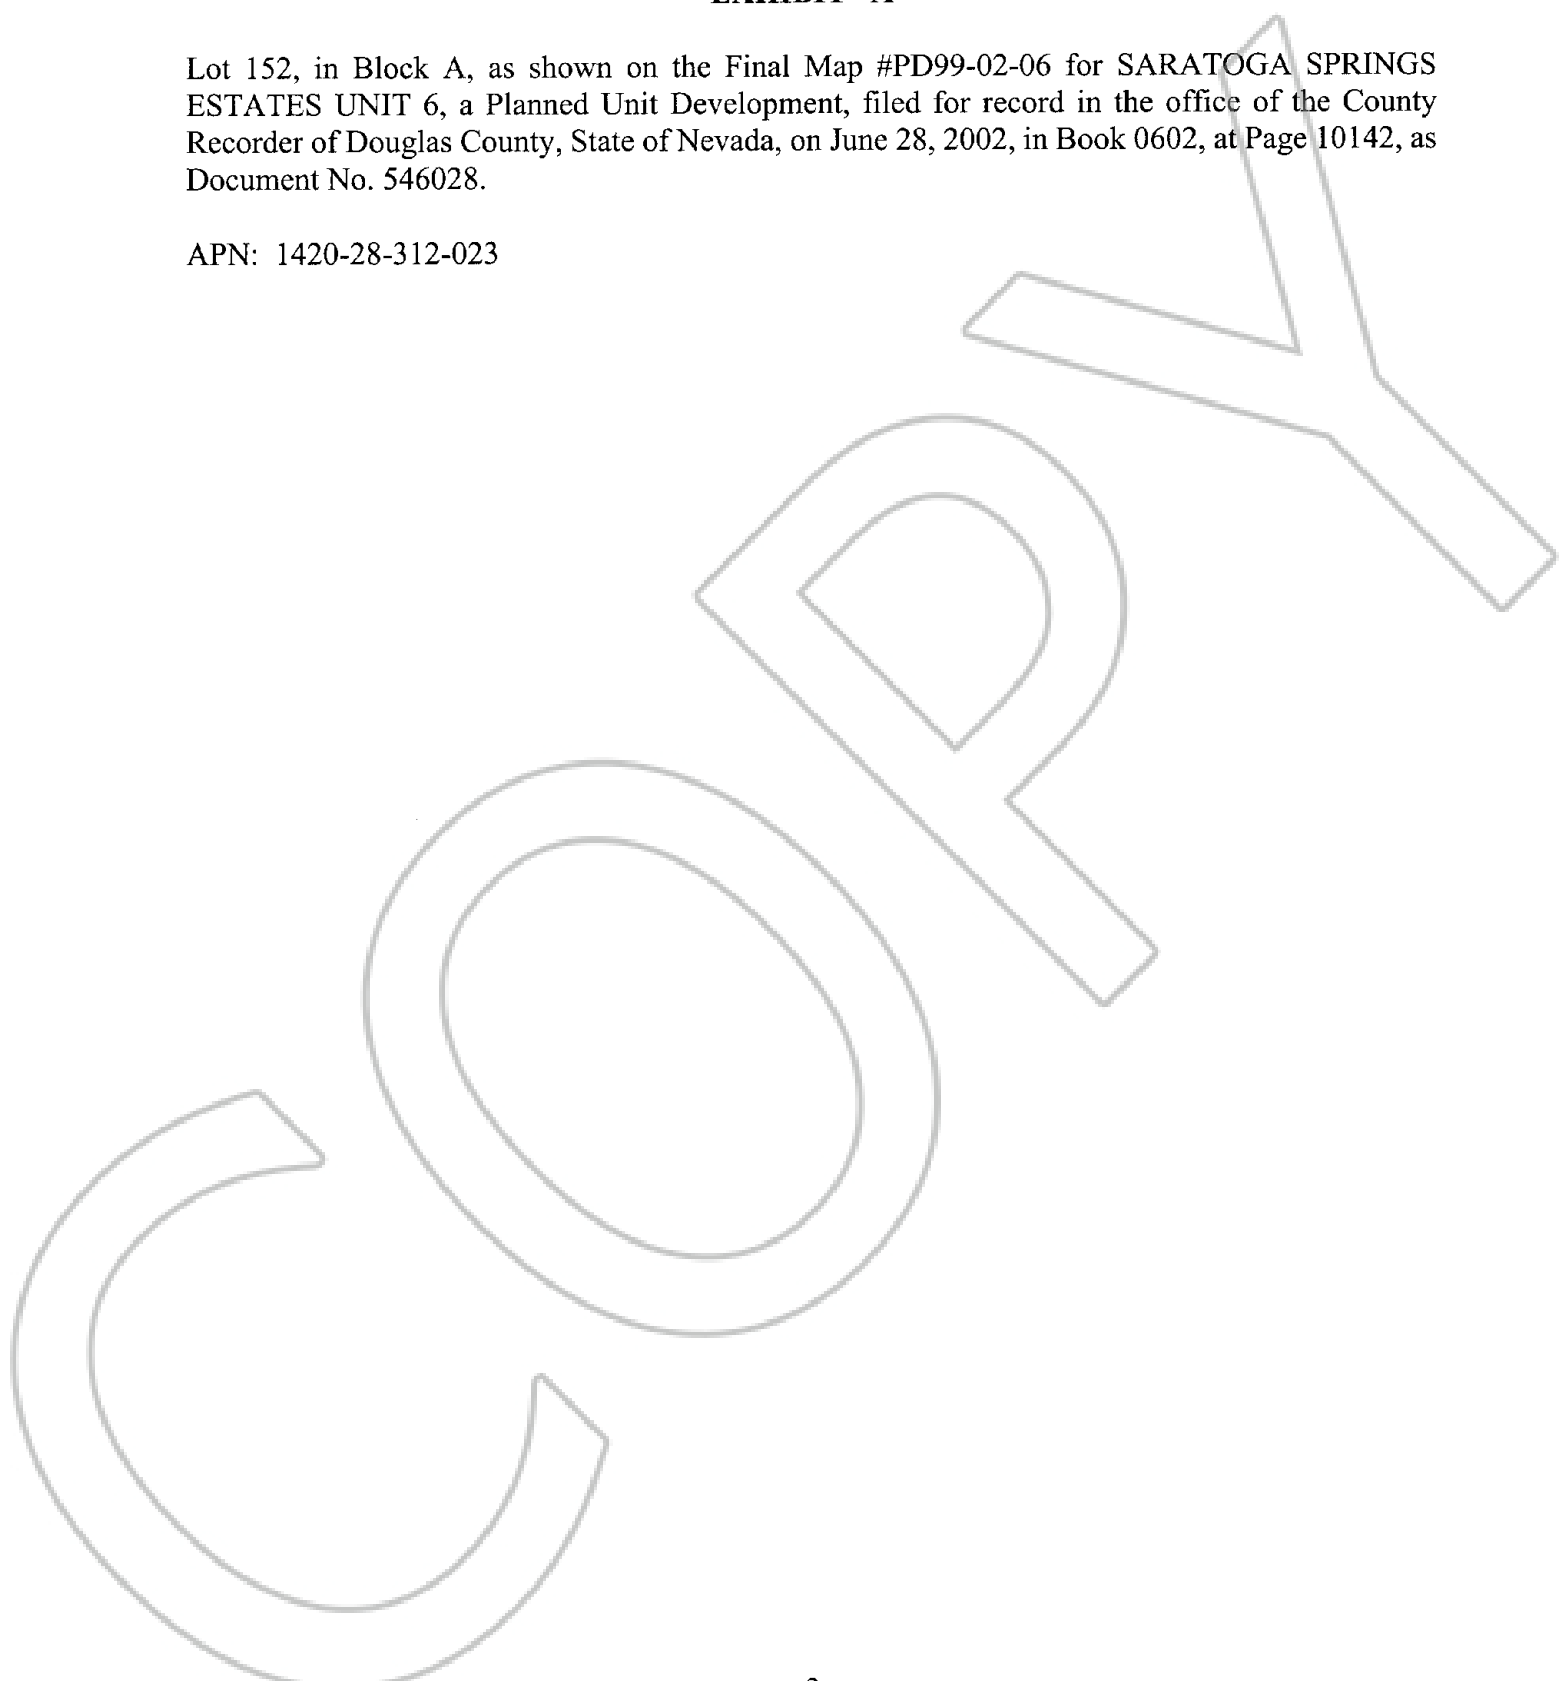 Lot 152, in Block A, as shown on the Final Map #PD99-02-06 for SARATOGA SPRINGS
ESTATES UNIT 6, a Planned Unit Development, filed for record in the office of the County
Recorder of Douglas County, State of Nevada, on June 28, 2002, in Book 0602, at Page 10142, as
Document No. 546028.
APN: 1420-28-312-023
COPY